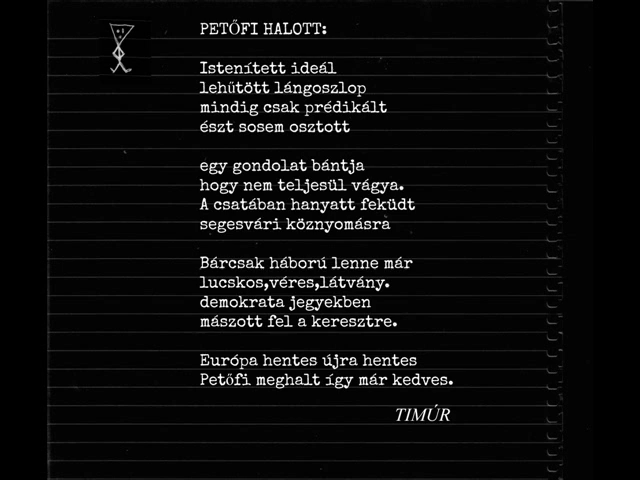 PETŐFI HALOTT:
Istenített ideál
lehűtött lángoszlop
mindig csak prédikált
észt sosem osztott
egy gondolat bántja
hogy nem teljesül vágya.
A csatában hanyatt feküdt
segesvári köznyomásra
Bárcsak háború lenne már
lucskos,véres,látvány.
demokrata jegyekben
mászott fel a keresztre.
Európa hentes újra hentes
Petőfi meghalt így már kedves.
TIMÚR